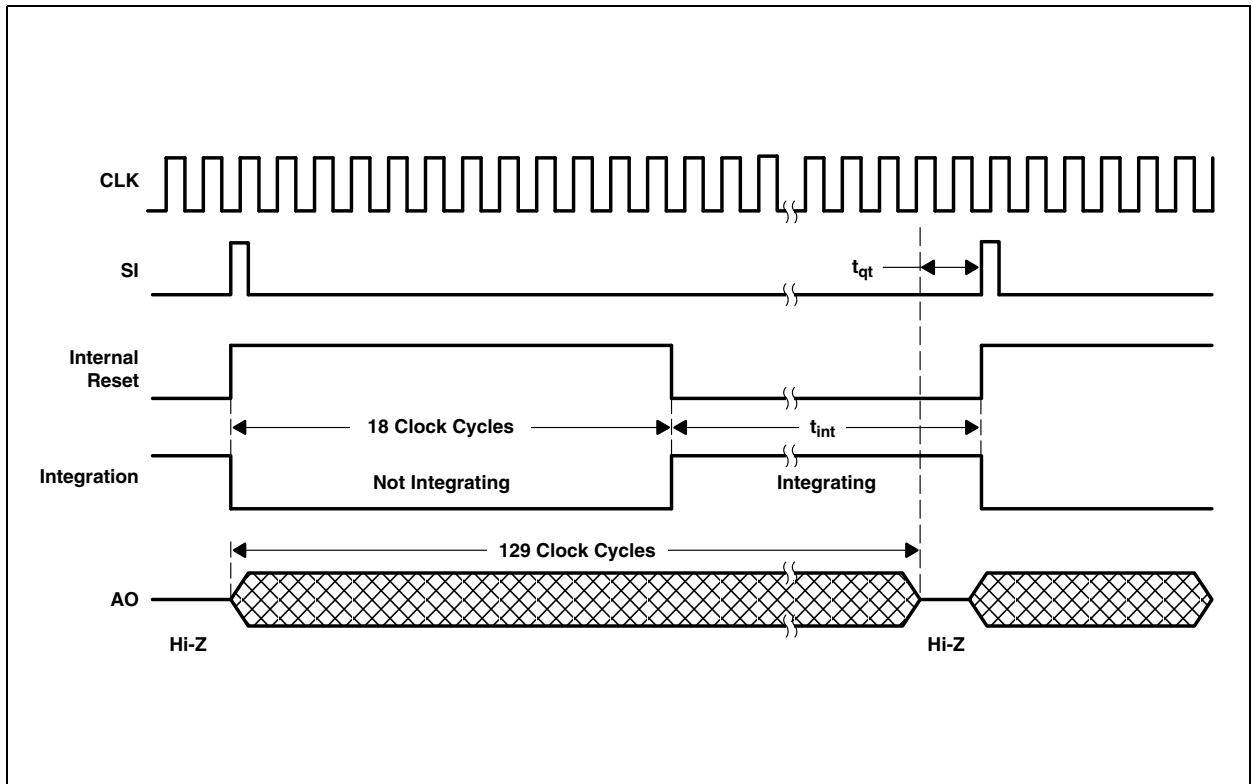 CLK
SI
t_qt
Internal
Reset
18 Clock Cycles
t_int
Integration
Not Integrating
Integrating
129 Clock Cycles
AO
Hi-Z
Hi-Z